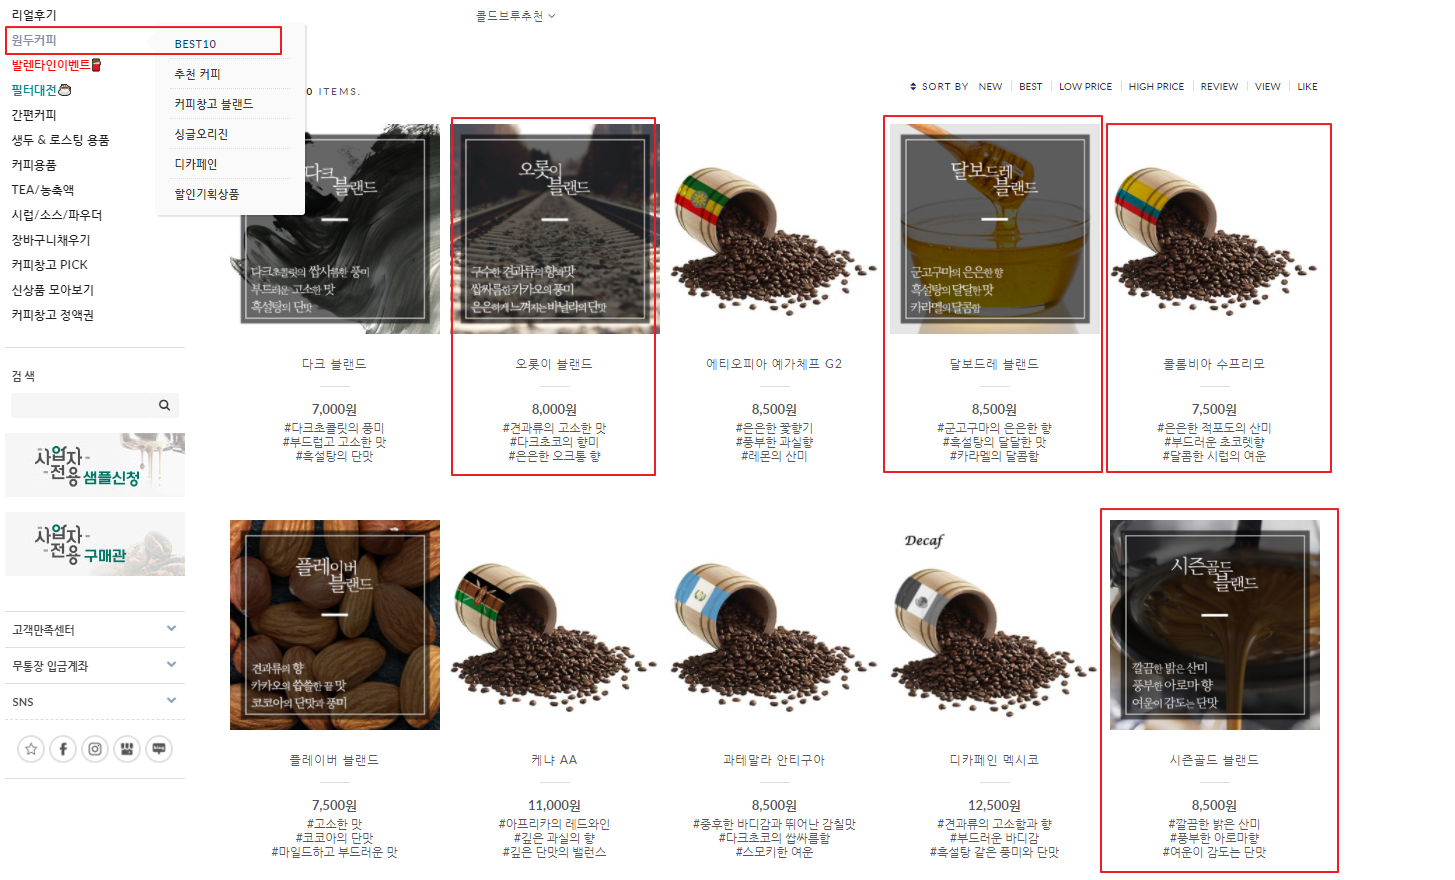 리얼후기
원두커피
발렌타인이벤트
필터대전
간편커피
생두 & 로스팅 용품
커피용품
TEA/농축액
시럽/소스/파우더
장바구니채우기
커피창고 PICK
신상품 모아보기
커피창고 정액권
BEST10
추천 커피
커피창고 블랜드
싱글오리진
디카페인
할인기획상품
검색
사업자
전용 샘플신청
사업자
전용 구매관
고객만족센터
무통장 입금계좌
SNS
콜드브루추천
0 ITEMS.
SORT BY NEW BEST LOW PRICE HIGH PRICE REVIEW VIEW LIKE
다크
블랜드
다크초콜릿의 쌉싸름한 풍미
부드러운 고소한 맛
흑설탕의 단맛
오롯이
블랜드
구수한 견과류의 향과 맛
쌉싸름한 카카오의 풍미
은은하게 느껴지는 바닐라의 단맛
달보드레
블랜드
군고구마의 은은한 향
흑설탕의 달달한 맛
카라멜의 달콤함
다크 블랜드
7,000원
#다크초콜릿의 풍미
#부드럽고 고소한 맛
#흑설탕의 단맛
오롯이 블랜드
8,000원
#견과류의 고소한 맛
#다크초코의 향미
#은은한 오크통 향
에티오피아 예가체프 G2
8,500원
#은은한 꽃향기
#풍부한 과실향
#레몬의 산미
달보드레 블랜드
8,500원
#군고구마의 은은한 향
#흑설탕의 달달한 맛
#카라멜의 달콤함
콜롬비아 수프리모
7,500원
#은은한 적포도의 산미
#부드러운 초코렛향
#달콤한 시럽의 여운
플레이버
블랜드
견과류의 향
카카오의 씁쓸한 끝 맛
코코아의 단맛과 풍미
Decaf
시즌골드
블랜드
깔끔한 밝은 산미
풍부한 아로마 향
여운이 감도는 단맛
플레이버 블랜드
7,500원
#고소한 맛
#코코아의 단맛
#마일드하고 부드러운 맛
케냐 AA
11,000원
#아프리카의 레드와인
#깊은 과실의 향
#깊은 단맛의 밸런스
과테말라 안티구아
8,500원
#중후한 바디감과 뛰어난 감칠맛
#다크초코의 쌉싸름함
#스모키한 여운
디카페인 멕시코
12,500원
#견과류의 고소함과 향
#부드러운 바디감
#흑설탕 같은 풍미와 단맛
시즌골드 블랜드
8,500원
#깔끔한 밝은 산미
#풍부한 아로마향
#여운이 감도는 단맛